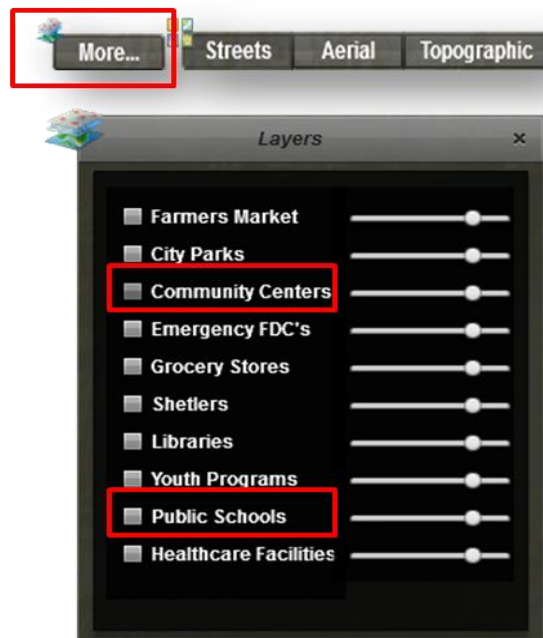 More... Streets Aerial Topographic
Layers ×
Farmers Market
City Parks
Community Centers
Emergency FDC's
Grocery Stores
Shetlers
Libraries
Youth Programs
Public Schools
Healthcare Facilities